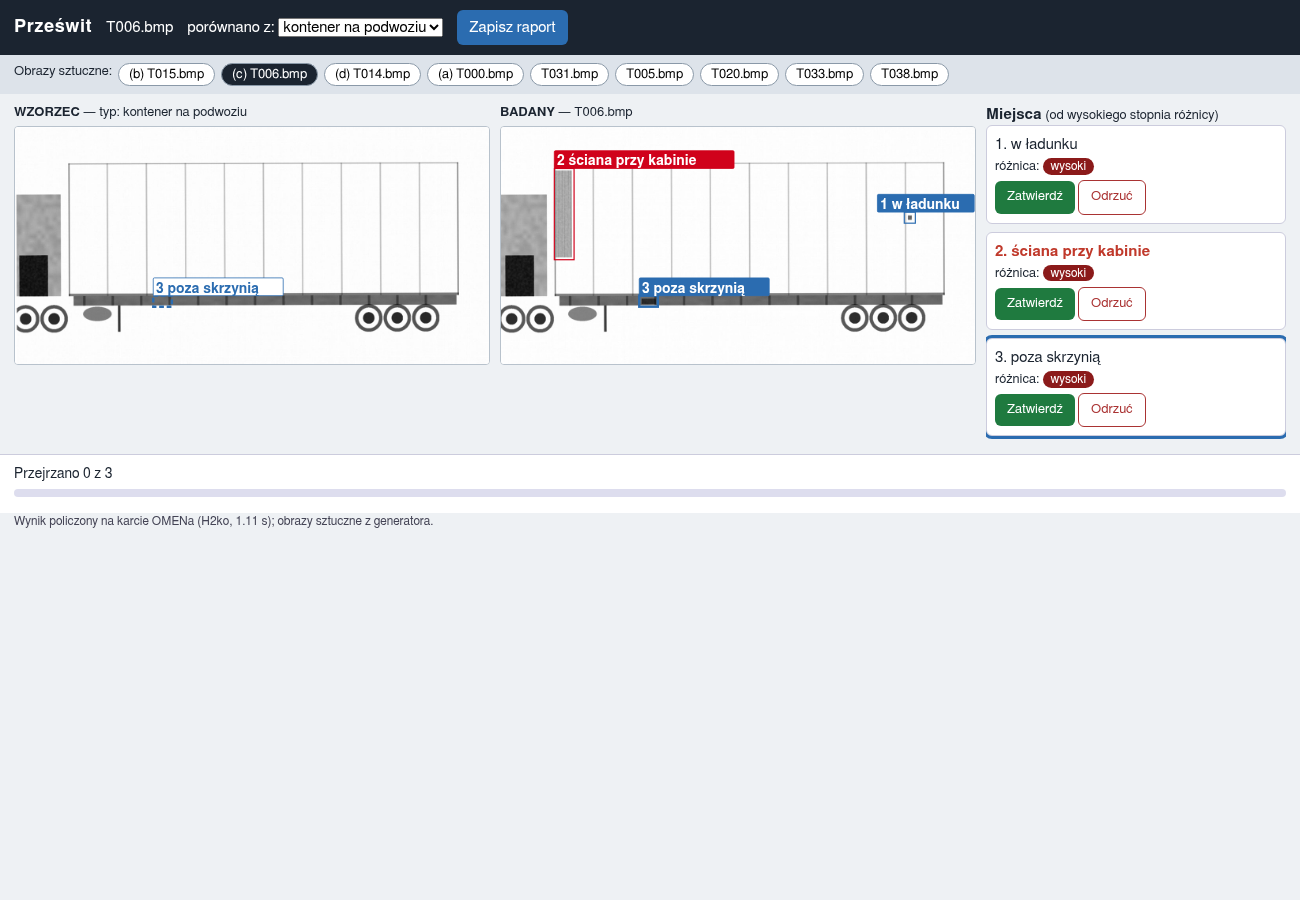 Prześwit T006.bmp porównano z: kontener na podwoziu Zapisz raport
Obrazy sztuczne: (b) T015.bmp (c) T006.bmp (d) T014.bmp (a) T000.bmp T031.bmp T005.bmp T020.bmp T033.bmp T038.bmp
WZORZEC — typ: kontener na podwoziu
3 poza skrzynią
BADANY — T006.bmp
2 ściana przy kabinie
1 w ładunku
3 poza skrzynią
Miejsca (od wysokiego stopnia różnicy)
1. w ładunku
różnica: wysoki
Zatwierdź Odrzuć
2. ściana przy kabinie
różnica: wysoki
Zatwierdź Odrzuć
3. poza skrzynią
różnica: wysoki
Zatwierdź Odrzuć
Przejrzano 0 z 3
Wynik policzony na karcie OMENa (H2ko, 1.11 s); obrazy sztuczne z generatora.